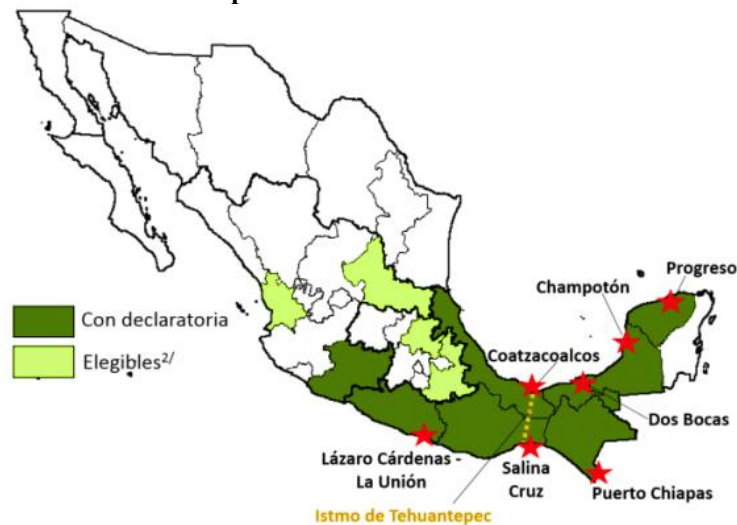 Progreso
Champotón
Con declaratoria
Coatzacoalcos
Elegibles2/
Dos Bocas
Lázaro Cárdenas -
La Unión
Salina
Cruz
Puerto Chiapas
Istmo de Tehuantepec